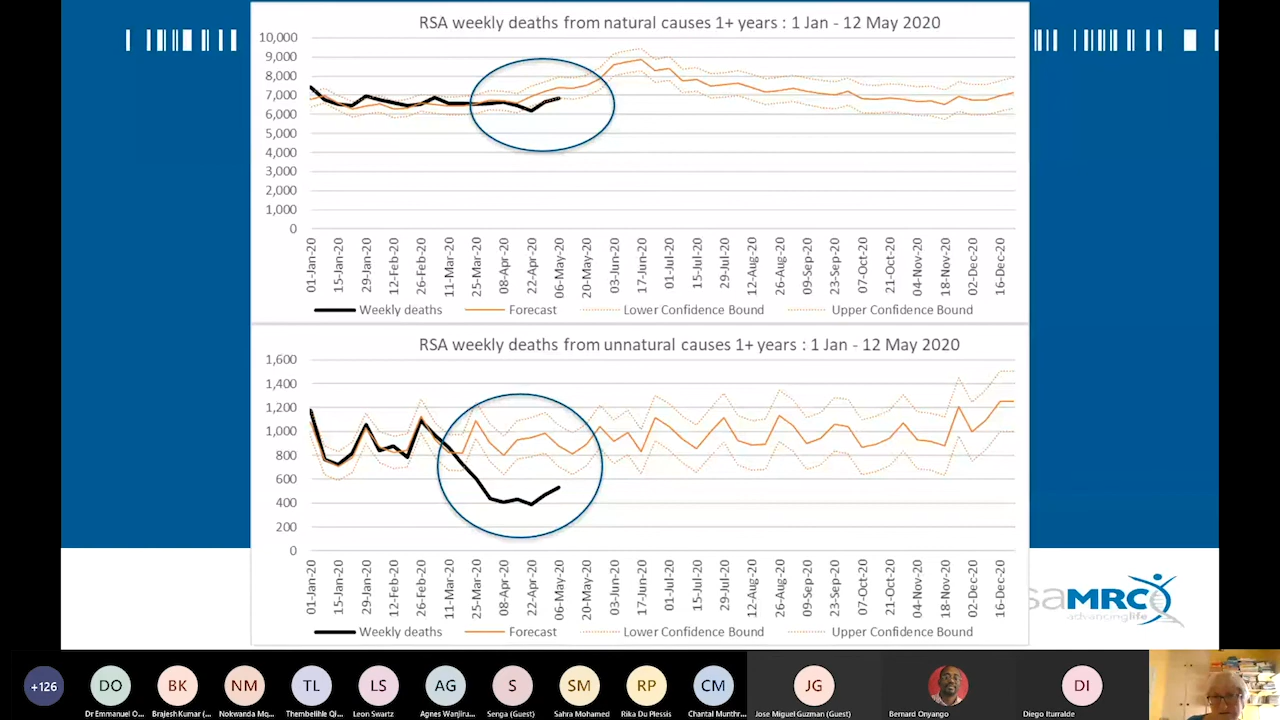 RSA weekly deaths from natural causes 1+ years : 1 Jan - 12 May 2020
10,000
9,000
8,000
7,000
6,000
5,000
4,000
3,000
2,000
1,000
0
01-Jan-20 15-Jan-20 29-Jan-20 12-Feb-20 26-Feb-20 11-Mar-20 25-Mar-20 08-Apr-20 22-Apr-20 06-May-20 20-May-20 03-Jun-20 17-Jun-20 01-Jul-20 15-Jul-20 29-Jul-20 12-Aug-20 26-Aug-20 09-Sep-20 23-Sep-20 07-Oct-20 21-Oct-20 04-Nov-20 18-Nov-20 02-Dec-20 16-Dec-20
Weekly deaths Forecast Lower Confidence Bound Upper Confidence Bound
RSA weekly deaths from unnatural causes 1+ years : 1 Jan - 12 May 2020
1,600
1,400
1,200
1,000
800
600
400
200
0
01-Jan-20 15-Jan-20 29-Jan-20 12-Feb-20 26-Feb-20 11-Mar-20 25-Mar-20 08-Apr-20 22-Apr-20 06-May-20 20-May-20 03-Jun-20 17-Jun-20 01-Jul-20 15-Jul-20 29-Jul-20 12-Aug-20 26-Aug-20 09-Sep-20 23-Sep-20 07-Oct-20 21-Oct-20 04-Nov-20 18-Nov-20 02-Dec-20 16-Dec-20
Weekly deaths Forecast Lower Confidence Bound Upper Confidence Bound
saMRC
advancinglife
+126 DO BK NM TL LS AG S SM RP CM JG DI
Dr Emmanuel O... Brajesh Kumar (... Nokwanda Mq... Thembelihle Q... Leon Swartz Agnes Wanjiru... Senga (Guest) Sahra Mohamed Rika Du Plessis Chantal Munthr... Jose Miguel Guzman (Guest) Bernard Onyango Diego Iturralde